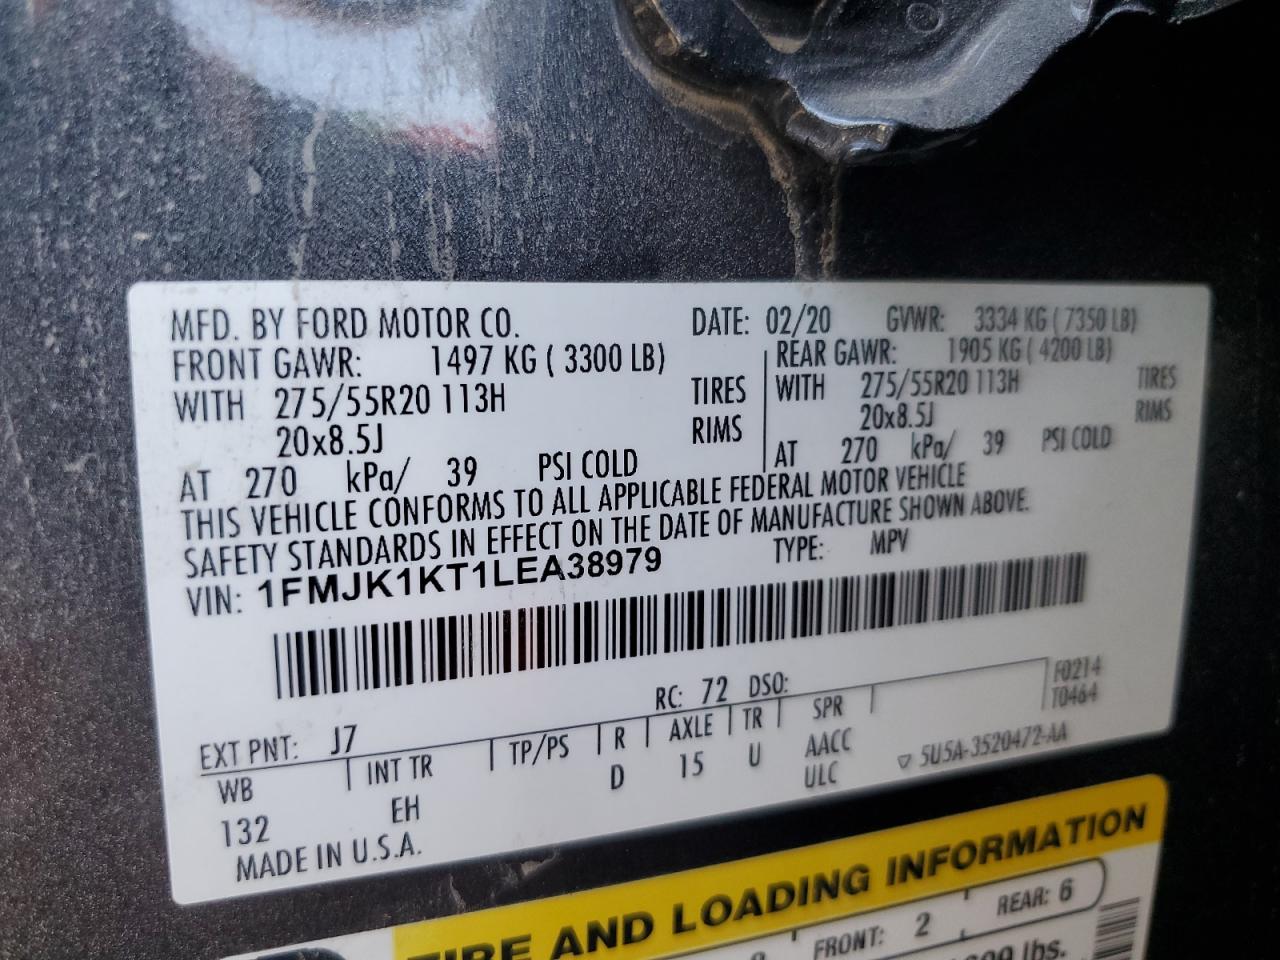 MFD. BY FORD MOTOR CO. DATE: 02/20 GVWR: 3334 KG ( 7350 LB)
FRONT GAWR: 1497 KG ( 3300 LB) REAR GAWR: 1905 KG ( 4200 LB)
WITH 275/55R20 113H TIRES WITH 275/55R20 113H TIRES
20x8.5J RIMS 20x8.5J RIMS
AT 270 kPa/ 39 PSI COLD AT 270 kPa/ 39 PSI COLD
THIS VEHICLE CONFORMS TO ALL APPLICABLE FEDERAL MOTOR VEHICLE
SAFETY STANDARDS IN EFFECT ON THE DATE OF MANUFACTURE SHOWN ABOVE.
VIN: 1FMJK1KT1LEA38979 TYPE: MPV
F0214
T0464
RC: 72 DSO:
EXT PNT: J7
WB INT TR TP/PS R AXLE TR SPR
132 EH D 15 U AACC
ULC
▽ 5U5A-3520472-AA
MADE IN U.S.A.
TIRE AND LOADING INFORMATION
FRONT: 2 REAR: 6
lbs.